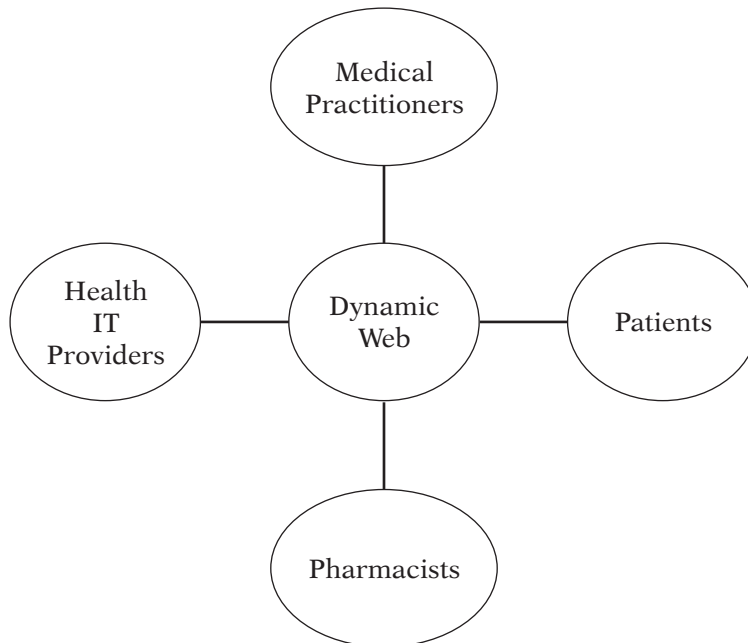 Medical
Practitioners
Health
IT
Providers
Dynamic
Web
Patients
Pharmacists